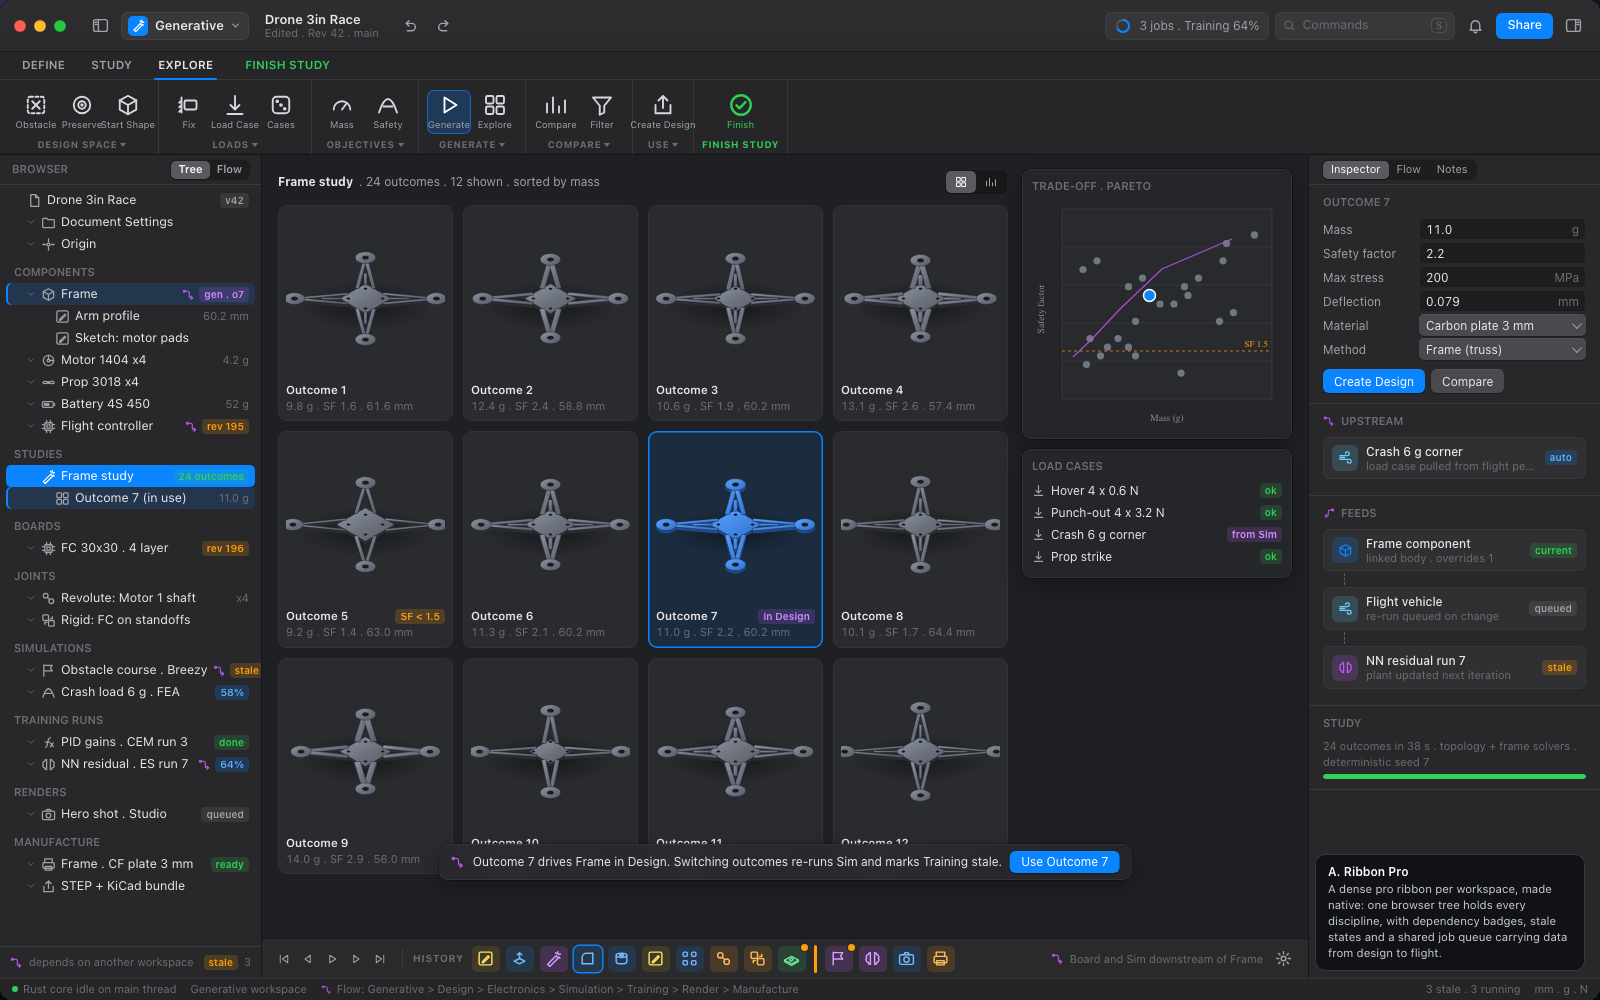 Generative
Drone 3in Race
Edited . Rev 42 . main
3 jobs . Training 64%
Commands
S
Share
DEFINE
STUDY
EXPLORE
FINISH STUDY
Obstacle
Preserve
Start Shape
Fix
Load Case
Cases
Mass
Safety
Generate
Explore
Compare
Filter
Create Design
Finish
DESIGN SPACE
LOADS
OBJECTIVES
GENERATE
COMPARE
USE
FINISH STUDY
BROWSER
Tree
Flow
Drone 3in Race
v42
Document Settings
Origin
COMPONENTS
Frame
gen . o7
Arm profile
60.2 mm
Sketch: motor pads
Motor 1404 x4
4.2 g
Prop 3018 x4
Battery 4S 450
52 g
Flight controller
rev 195
STUDIES
Frame study
24 outcomes
Outcome 7 (in use)
11.0 g
BOARDS
FC 30x30 . 4 layer
rev 196
JOINTS
Revolute: Motor 1 shaft
x4
Rigid: FC on standoffs
SIMULATIONS
Obstacle course . Breezy
stale
Crash load 6 g . FEA
58%
TRAINING RUNS
PID gains . CEM run 3
done
NN residual . ES run 7
64%
RENDERS
Hero shot . Studio
queued
MANUFACTURE
Frame . CF plate 3 mm
ready
STEP + KiCad bundle
depends on another workspace
stale
3
Frame study . 24 outcomes . 12 shown . sorted by mass
Outcome 1
9.8 g . SF 1.6 . 61.6 mm
Outcome 2
12.4 g . SF 2.4 . 58.8 mm
Outcome 3
10.6 g . SF 1.9 . 60.2 mm
Outcome 4
13.1 g . SF 2.6 . 57.4 mm
Outcome 5
SF < 1.5
9.2 g . SF 1.4 . 63.0 mm
Outcome 6
11.3 g . SF 2.1 . 60.2 mm
Outcome 7
in Design
11.0 g . SF 2.2 . 60.2 mm
Outcome 8
10.1 g . SF 1.7 . 64.4 mm
Outcome 9
14.0 g . SF 2.9 . 56.0 mm
Outcome 10
Outcome 11
Outcome 12
Outcome 7 drives Frame in Design. Switching outcomes re-runs Sim and marks Training stale.
Use Outcome 7
TRADE-OFF . PARETO
Safety factor
SF 1.5
Mass (g)
LOAD CASES
Hover 4 x 0.6 N
ok
Punch-out 4 x 3.2 N
ok
Crash 6 g corner
from Sim
Prop strike
ok
HISTORY
Board and Sim downstream of Frame
Inspector
Flow
Notes
OUTCOME 7
Mass
11.0
g
Safety factor
2.2
Max stress
200
MPa
Deflection
0.079
mm
Material
Carbon plate 3 mm
Method
Frame (truss)
Create Design
Compare
UPSTREAM
Crash 6 g corner
load case pulled from flight pe...
auto
FEEDS
Frame component
linked body . overrides 1
current
Flight vehicle
re-run queued on change
queued
NN residual run 7
plant updated next iteration
stale
STUDY
24 outcomes in 38 s . topology + frame solvers .
deterministic seed 7
A. Ribbon Pro
A dense pro ribbon per workspace, made
native: one browser tree holds every
discipline, with dependency badges, stale
states and a shared job queue carrying data
from design to flight.
Rust core idle on main thread
Generative workspace
Flow: Generative > Design > Electronics > Simulation > Training > Render > Manufacture
3 stale . 3 running
mm . g . N